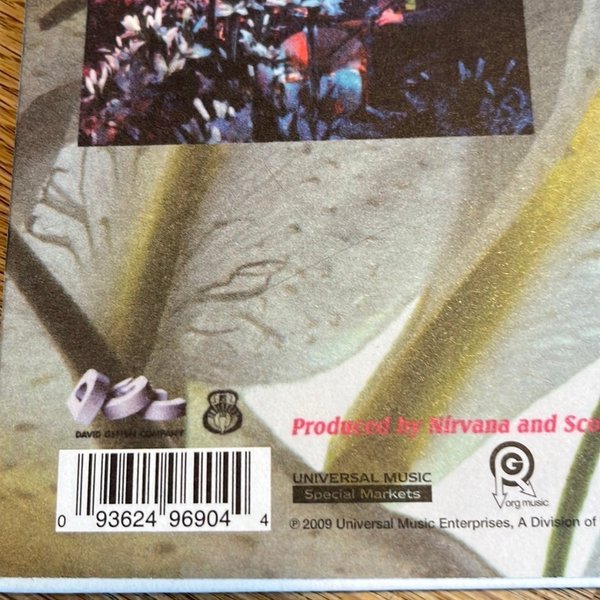 DAVID GEFFEN COMPANY
Produced by Nirvana and Sco
UNIVERSAL MUSIC
Special Markets
org music
0 93624 96904 4
℗ 2009 Universal Music Enterprises, A Division of